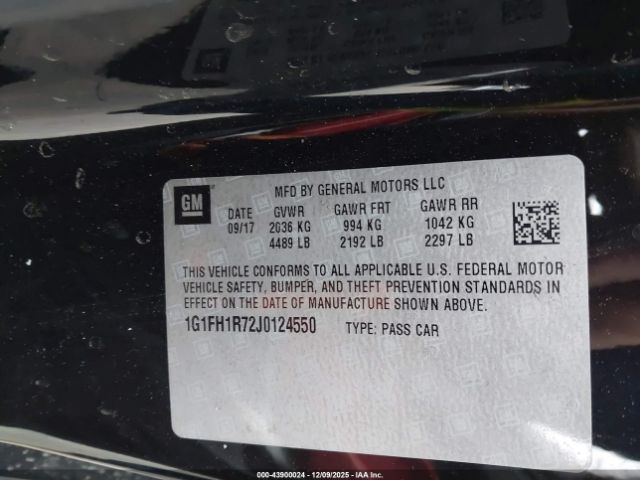 GM
MFD BY GENERAL MOTORS LLC
DATE GVWR GAWR FRT GAWR RR
09/17 2036 KG 994 KG 1042 KG
4489 LB 2192 LB 2297 LB
THIS VEHICLE CONFORMS TO ALL APPLICABLE U.S. FEDERAL MOTOR
VEHICLE SAFETY, BUMPER, AND THEFT PREVENTION STANDARDS IN
EFFECT ON THE DATE OF MANUFACTURE SHOWN ABOVE.
1G1FH1R72J0124550 TYPE: PASS CAR
000-43900024 - 12/09/2025 - IAA Inc.